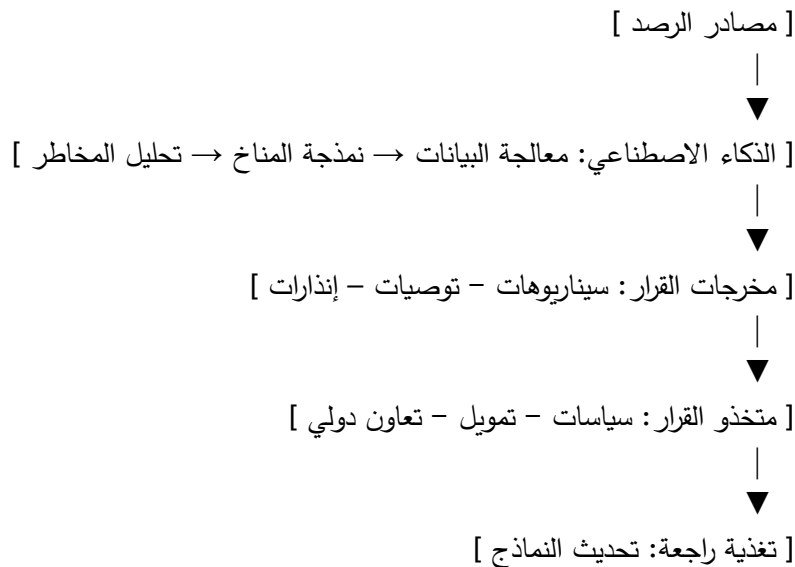 [ مصادر الرصد ]
[ الذكاء الاصطناعي: معالجة البيانات → نمذجة المناخ → تحليل المخاطر ]
[ مخرجات القرار: سيناريوهات – توصيات – إنذارات ]
[ متخذو القرار: سياسات – تمويل – تعاون دولي ]
[ تغذية راجعة: تحديث النماذج ]